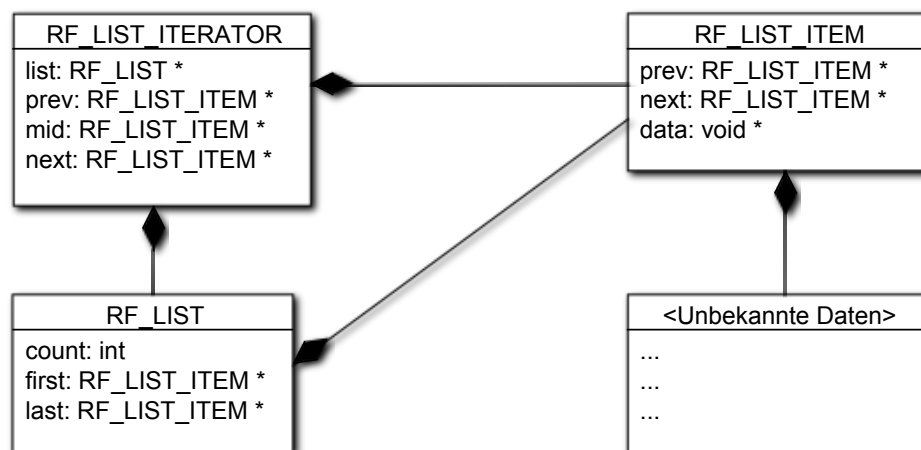 RF_LIST_ITERATOR
list: RF_LIST *
prev: RF_LIST_ITEM *
mid: RF_LIST_ITEM *
next: RF_LIST_ITEM *
RF_LIST_ITEM
prev: RF_LIST_ITEM *
next: RF_LIST_ITEM *
data: void *
RF_LIST
count: int
first: RF_LIST_ITEM *
last: RF_LIST_ITEM *
<Unbekannte Daten>
...
...
...